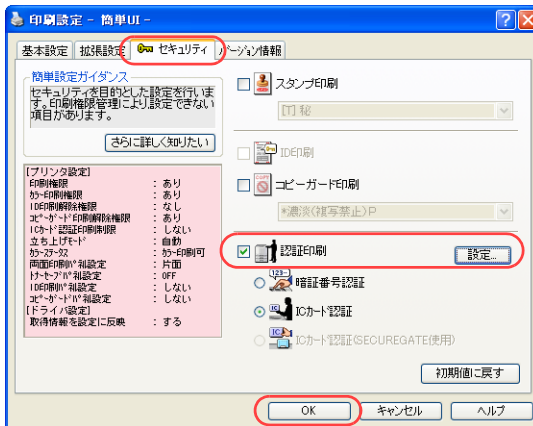 印刷設定 - 簡単UI -
基本設定 拡張設定 セキュリティ バージョン情報
簡単設定ガイダンス
セキュリティを目的とした設定を行いま
す。印刷権限管理により設定できない
項目があります。
さらに詳しく知りたい
[プリンタ設定]
印刷権限 : あり
カラー印刷権限 : あり
ID印刷解除権限 : なし
コピーガード印刷解除権限 : あり
ICカード認証印刷制限 : しない
立ち上げモード : 自動
カラーステータス : カラー印刷可
両面印刷パネル設定 : 片面
トナーセーブパネル設定 : OFF
ID印刷パネル設定 : しない
コピーガードパネル設定 : しない
[ドライバ設定]
取得情報を設定に反映 : する
スタンプ印刷
[T] 秘
ID印刷
コピーガード印刷
*濃淡(複写禁止)P
認証印刷
設定...
123-
暗証番号認証
IC
ICカード認証
IC
ICカード認証(SECUREGATE使用)
初期値に戻す
OK キャンセル ヘルプ